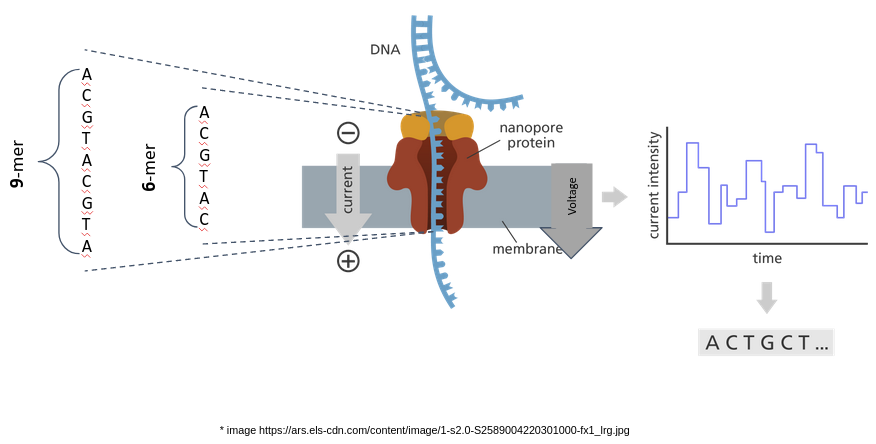 DNA
9-mer
A
C
G
T
A
C
G
T
A
6-mer
A
C
G
T
A
C
−
current
+
nanopore
protein
membrane
Voltage
current intensity
time
A C T G C T ...
* image https://ars.els-cdn.com/content/image/1-s2.0-S2589004220301000-fx1_lrg.jpg